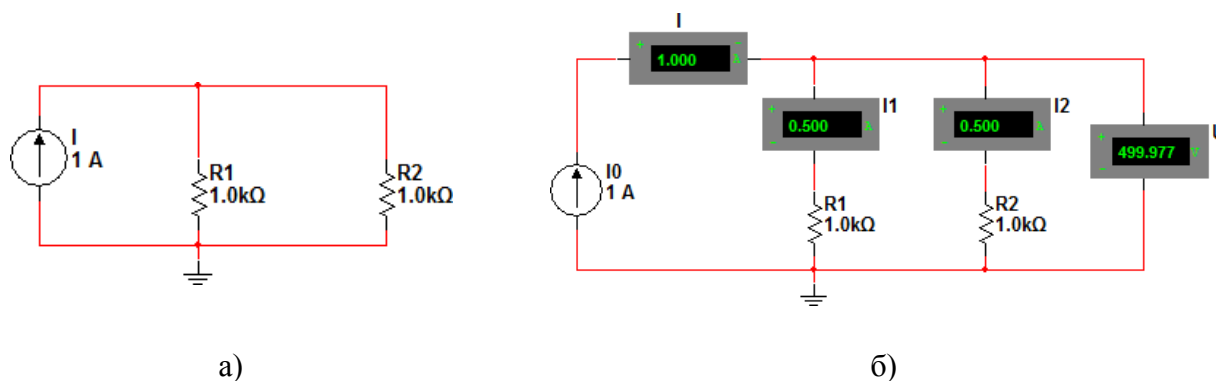 I
1 A
R1
1.0kΩ
R2
1.0kΩ
а)
I
+ 1.000 - A
I1
+ 0.500 - A
I2
+ 0.500 - A
U
+ 499.977 - V
I0
1 A
R1
1.0kΩ
R2
1.0kΩ
б)